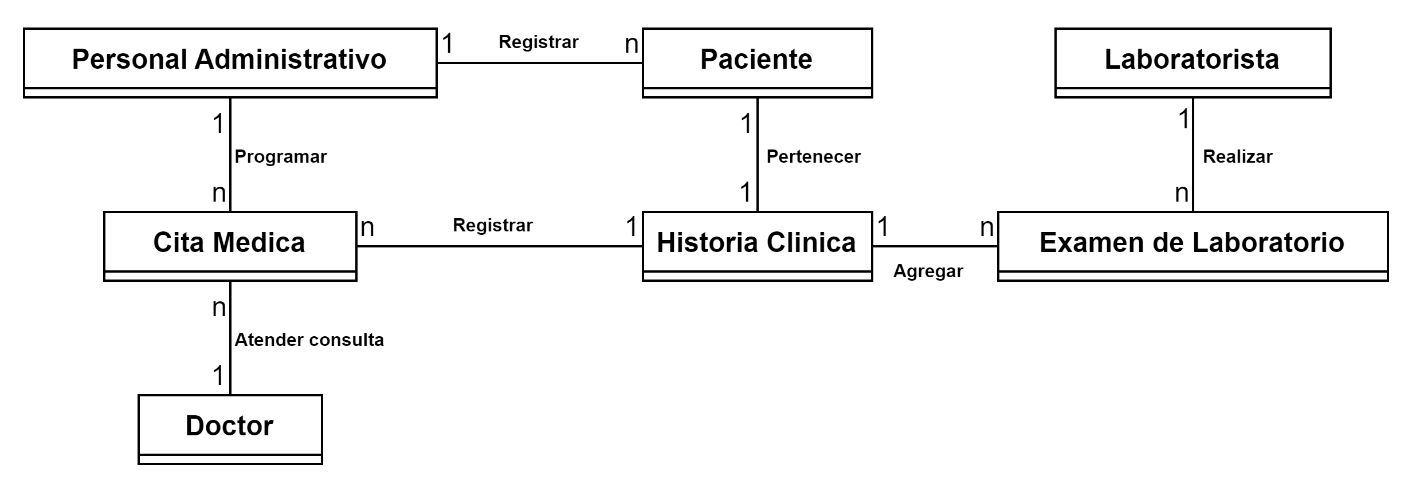 Personal Administrativo
1
Registrar
n
Paciente
Laboratorista
1
Programar
n
1
Pertenecer
1
1
Realizar
n
Cita Medica
n
Registrar
1
Historia Clinica
1
Agregar
n
Examen de Laboratorio
n
Atender consulta
1
Doctor